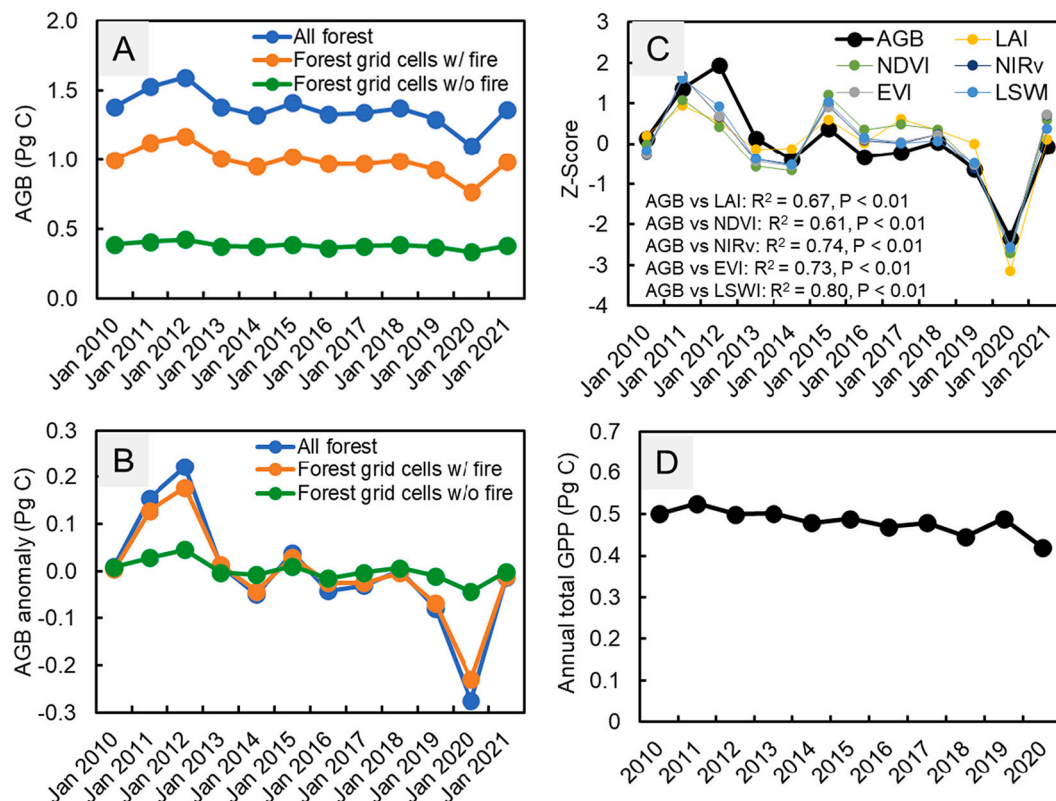 A
All forest
Forest grid cells w/ fire
Forest grid cells w/o fire
AGB (Pg C)
2.0
1.5
1.0
0.5
0.0
Jan 2010
Jan 2011
Jan 2012
Jan 2013
Jan 2014
Jan 2015
Jan 2016
Jan 2017
Jan 2018
Jan 2019
Jan 2020
Jan 2021
C
AGB
LAI
NDVI
NIRv
EVI
LSWI
Z-Score
3
2
1
0
-1
-2
-3
-4
AGB vs LAI: R² = 0.67, P < 0.01
AGB vs NDVI: R² = 0.61, P < 0.01
AGB vs NIRv: R² = 0.74, P < 0.01
AGB vs EVI: R² = 0.73, P < 0.01
AGB vs LSWI: R² = 0.80, P < 0.01
Jan 2010
Jan 2011
Jan 2012
Jan 2013
Jan 2014
Jan 2015
Jan 2016
Jan 2017
Jan 2018
Jan 2019
Jan 2020
Jan 2021
B
All forest
Forest grid cells w/ fire
Forest grid cells w/o fire
AGB anomaly (Pg C)
0.3
0.2
0.1
0.0
-0.1
-0.2
-0.3
Jan 2010
Jan 2011
Jan 2012
Jan 2013
Jan 2014
Jan 2015
Jan 2016
Jan 2017
Jan 2018
Jan 2019
Jan 2020
Jan 2021
D
Annual total GPP (Pg C)
0.7
0.6
0.5
0.4
0.3
0.2
0.1
0
2010
2011
2012
2013
2014
2015
2016
2017
2018
2019
2020